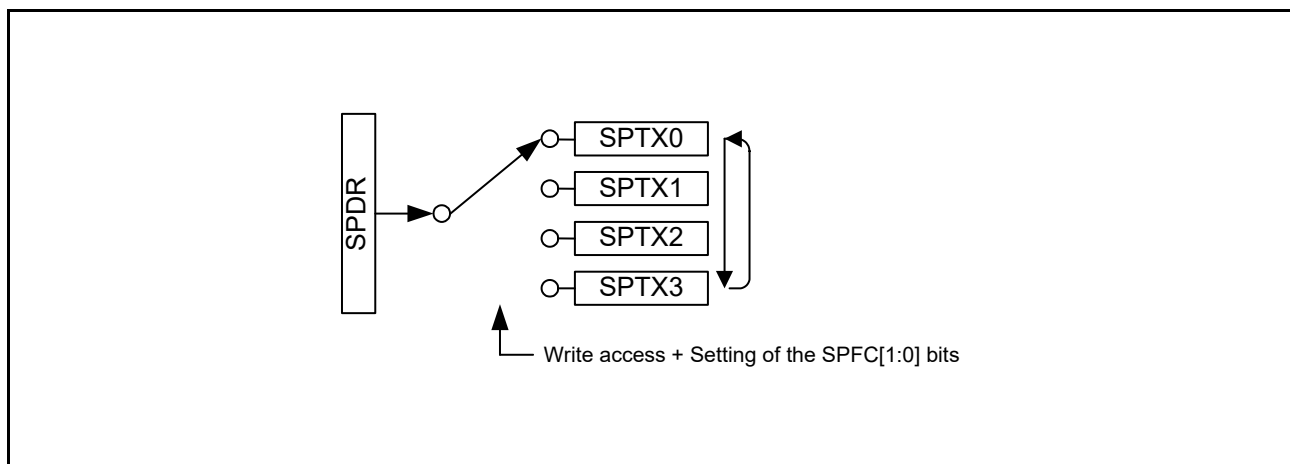 SPDR
SPTX0
SPTX1
SPTX2
SPTX3
Write access + Setting of the SPFC[1:0] bits